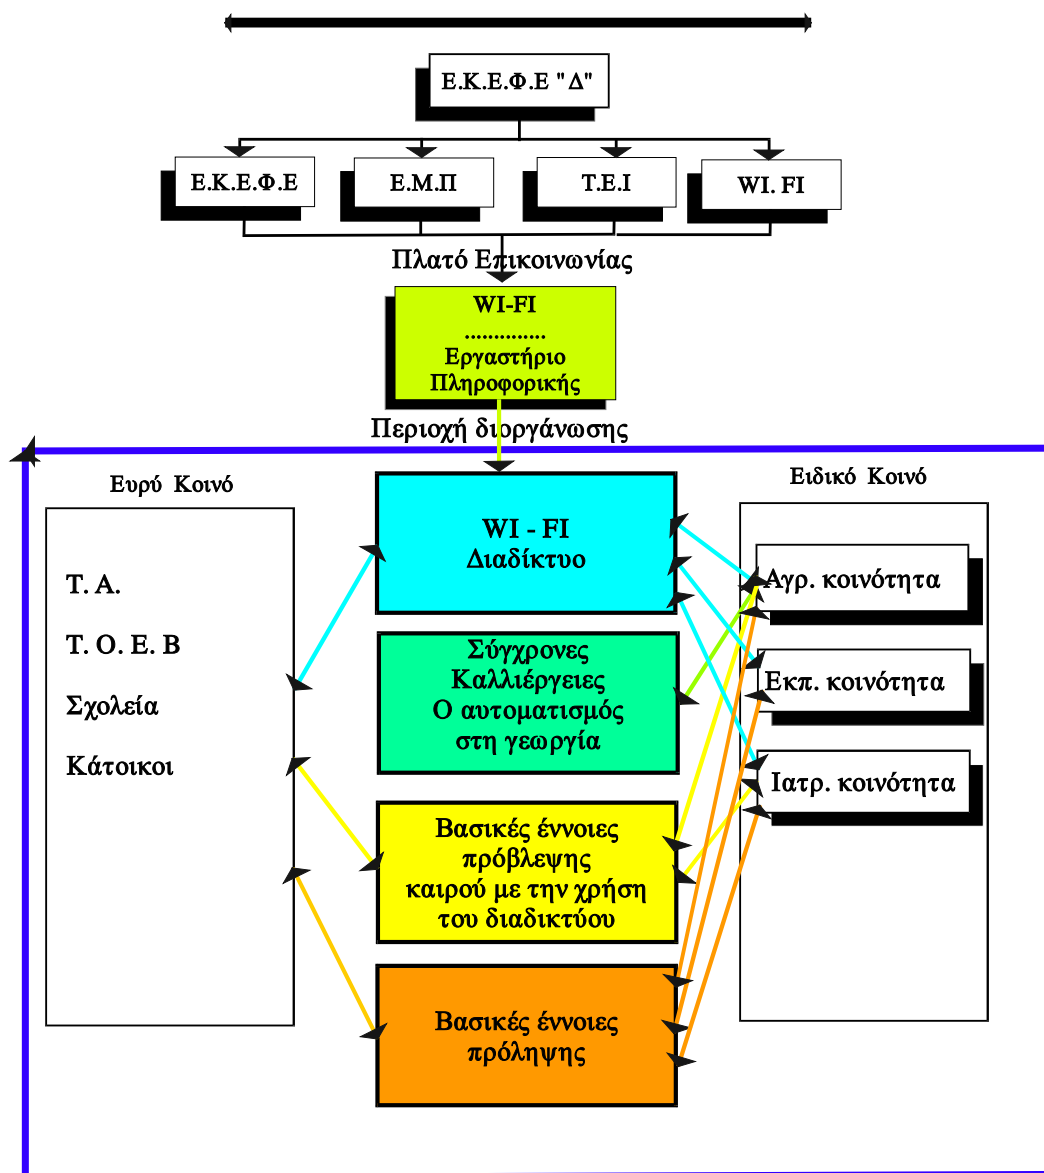 Ε.Κ.Ε.Φ.Ε "Δ"
Ε.Κ.Ε.Φ.Ε
Ε.Μ.Π
Τ.Ε.Ι
WI. FI
Πλατό Επικοινωνίας
WI-FI
..............
Εργαστήριο
Πληροφορικής
Περιοχή διοργάνωσης
Ευρύ Κοινό
Τ. Α.
Τ. Ο. Ε. Β
Σχολεία
Κάτοικοι
WI - FI
Διαδίκτυο
Σύγχρονες
Καλλιέργειες
Ο αυτοματισμός
στη γεωργία
Βασικές έννοιες
πρόβλεψης
καιρού με την χρήση
του διαδικτύου
Βασικές έννοιες
πρόληψης
Ειδικό Κοινό
Αγρ. κοινότητα
Εκπ. κοινότητα
Ιατρ. κοινότητα